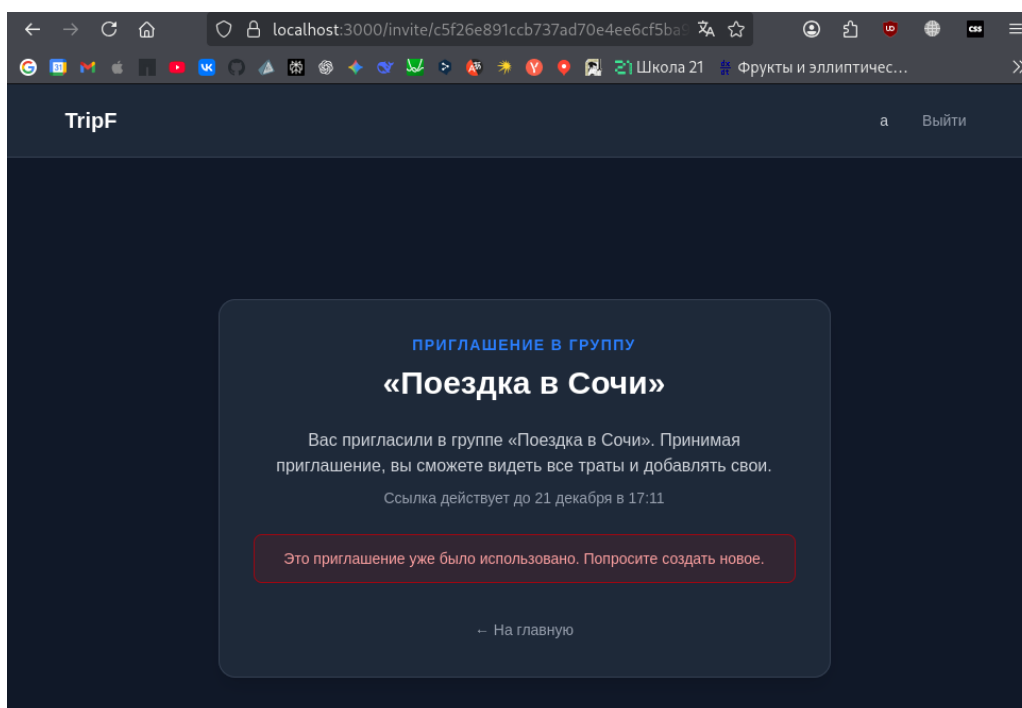 localhost:3000/invite/c5f26e891ccb737ad70e4ee6cf5ba9
Школа 21 Фрукты и эллиптичес...
TripF a Выйти
ПРИГЛАШЕНИЕ В ГРУППУ
«Поездка в Сочи»
Вас пригласили в группе «Поездка в Сочи». Принимая
приглашение, вы сможете видеть все траты и добавлять свои.
Ссылка действует до 21 декабря в 17:11
Это приглашение уже было использовано. Попросите создать новое.
← На главную